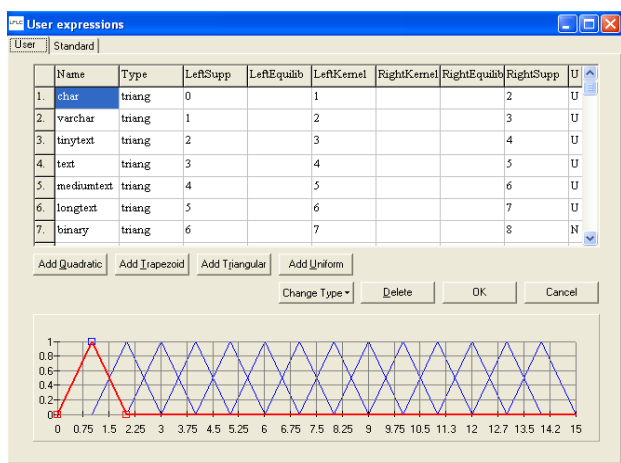 LFLC User expressions
User Standard
Name Type LeftSupp LeftEquilib LeftKernel RightKernel RightEquilib RightSupp U
1. char triang 0 1 2 U
2. varchar triang 1 2 3 U
3. tinytext triang 2 3 4 U
4. text triang 3 4 5 U
5. mediumtext triang 4 5 6 U
6. longtext triang 5 6 7 U
7. binary triang 6 7 8 N
Add Quadratic Add Trapezoid Add Triangular Add Uniform
Change Type Delete OK Cancel
1
0.8
0.6
0.4
0.2
0
0 0.75 1.5 2.25 3 3.75 4.5 5.25 6 6.75 7.5 8.25 9 9.75 10.5 11.3 12 12.7 13.5 14.2 15